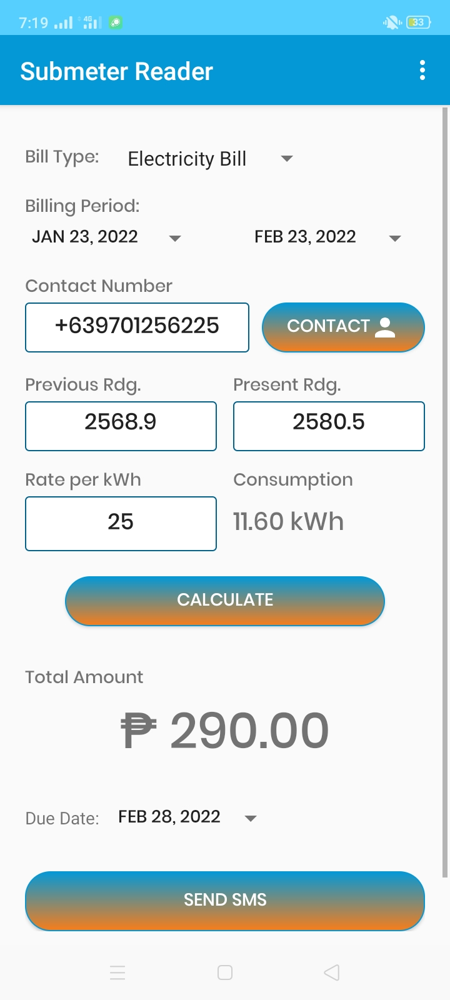 7:19 4G 33
Submeter Reader
Bill Type: Electricity Bill
Billing Period:
JAN 23, 2022 FEB 23, 2022
Contact Number
+639701256225 CONTACT
Previous Rdg. Present Rdg.
2568.9 2580.5
Rate per kWh Consumption
25 11.60 kWh
CALCULATE
Total Amount
₱ 290.00
Due Date: FEB 28, 2022
SEND SMS